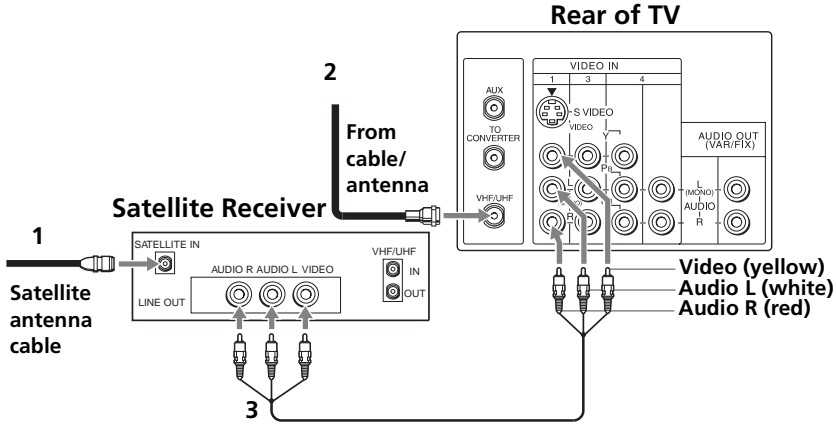 Rear of TV
2
VIDEO IN
1 3 4
AUX
S VIDEO
VIDEO
TO
CONVERTER
From
cable/
antenna
Y
AUDIO OUT
(VAR/FIX)
PB
L
L
(MONO)
AUDIO
R
R
VHF/UHF
Satellite Receiver
1
SATELLITE IN
VHF/UHF
IN
OUT
AUDIO R AUDIO L VIDEO
LINE OUT
Satellite
antenna
cable
Video (yellow)
Audio L (white)
Audio R (red)
3